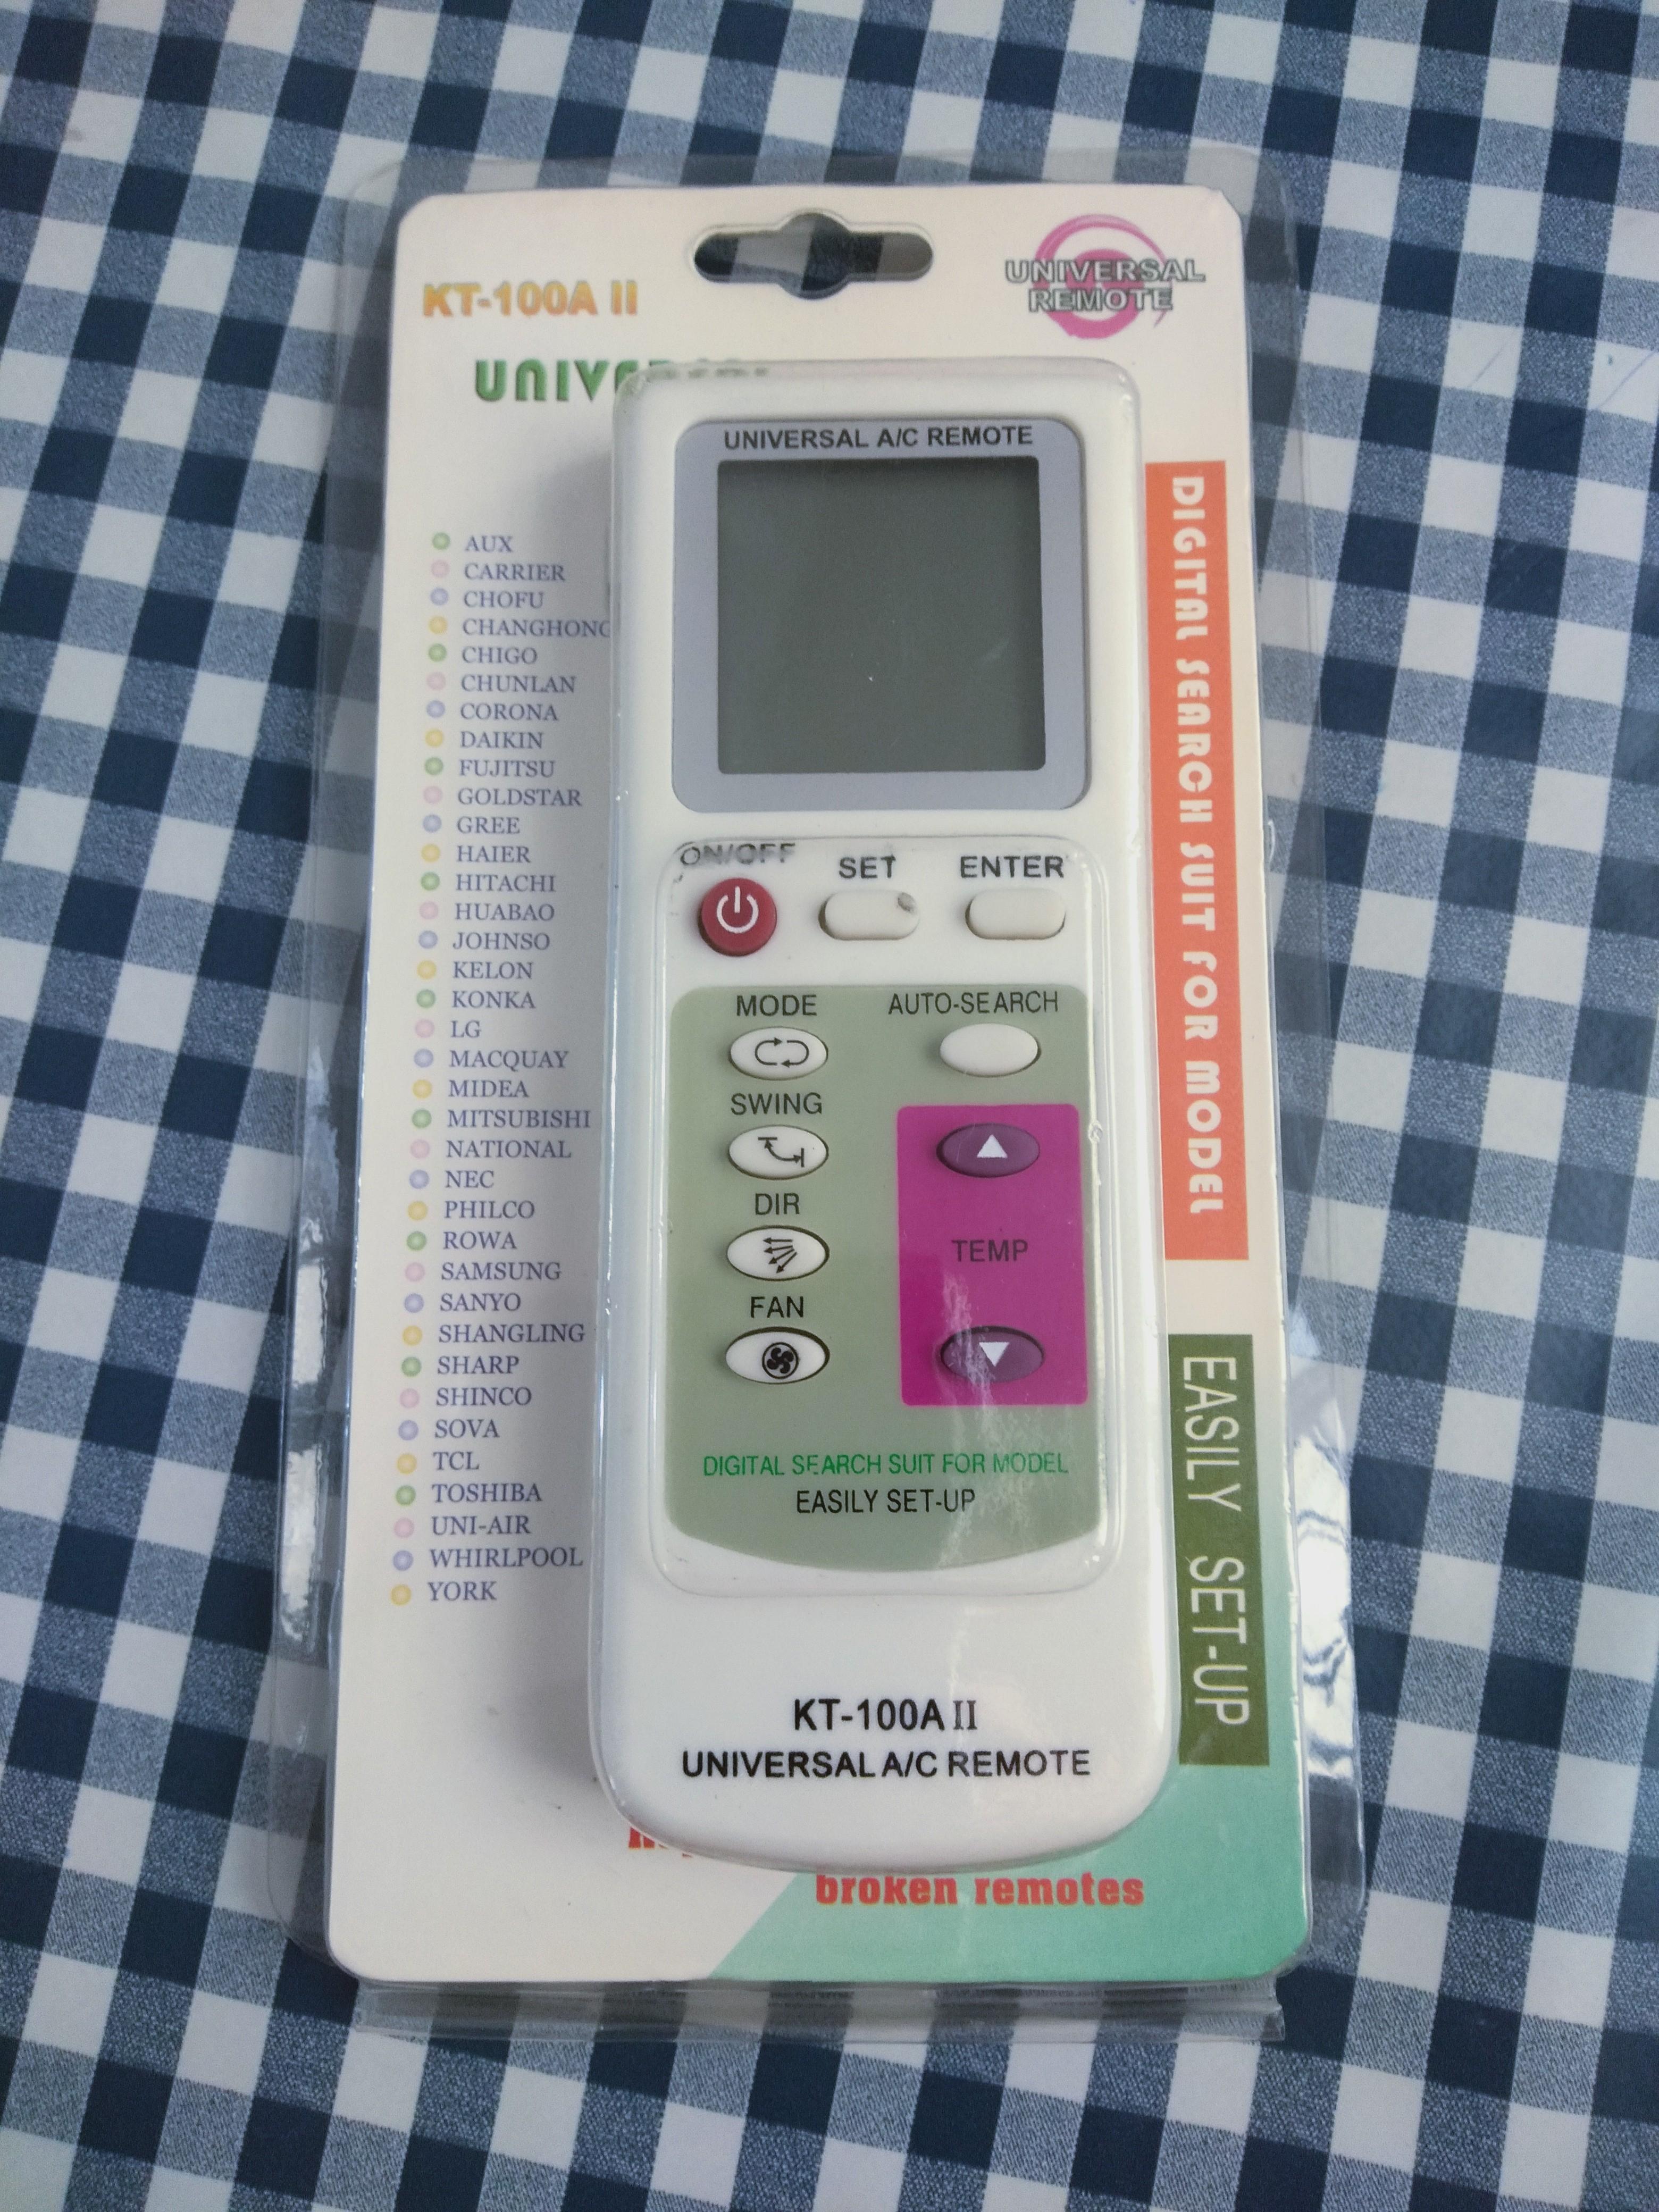 KT-100A II
UNIVERSAL
REMOTE
UNIVERSAL A/C REMOTE
AUX
CARRIER
CHOFU
CHANGHONG
CHIGO
CHUNLAN
CORONA
DAIKIN
FUJITSU
GOLDSTAR
GREE
HAIER
HITACHI
HUABAO
JOHNSO
KELON
KONKA
LG
MACQUAY
MIDEA
MITSUBISHI
NATIONAL
NEC
PHILCO
ROWA
SAMSUNG
SANYO
SHANGLING
SHARP
SHINCO
SOVA
TCL
TOSHIBA
UNI-AIR
WHIRLPOOL
YORK
ON/OFF
SET
ENTER
MODE
AUTO-SEARCH
SWING
DIR
TEMP
FAN
DIGITAL SEARCH SUIT FOR MODEL
EASILY SET-UP
KT-100A II
UNIVERSAL A/C REMOTE
DIGITAL SEARCH SUIT FOR MODEL
EASILY SET-UP
broken remotes